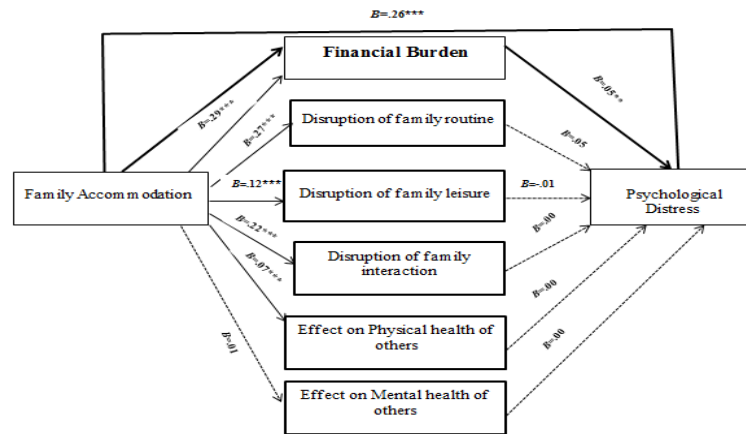 B=.26***
Financial Burden
B=.29***
B=.05**
Disruption of family routine
B=.27***
B=.05
Family Accommodation
B=.12***
Disruption of family leisure
B=-.01
Psychological
Distress
B=.22***
Disruption of family
interaction
B=.00
B=.07***
Effect on Physical health of
others
B=.00
B=.01
Effect on Mental health of
others
B=.00